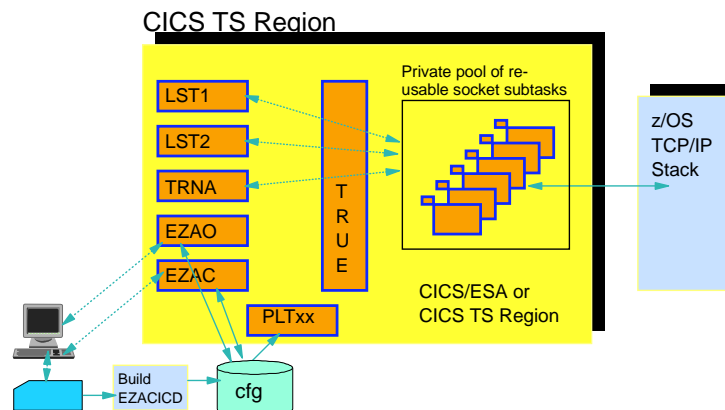 CICS TS Region
LST1
LST2
TRNA
EZAO
EZAC
T
R
U
E
Private pool of re-
usable socket subtasks
z/OS
TCP/IP
Stack
CICS/ESA or
CICS TS Region
PLTxx
Build
EZACICD
cfg